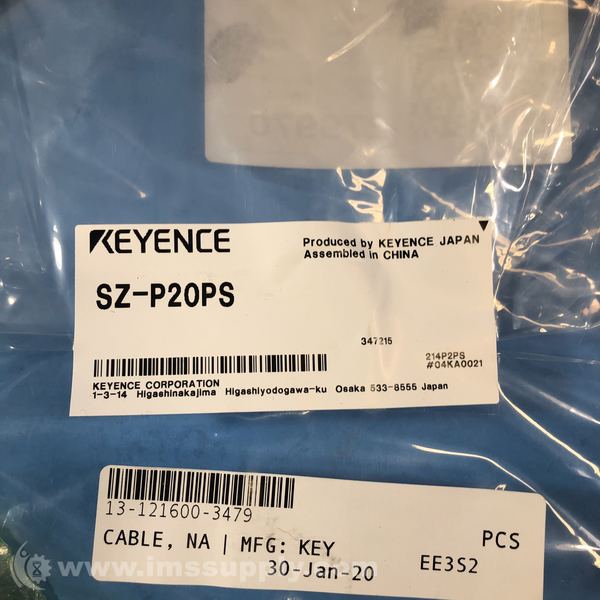 KEYENCE
Produced by KEYENCE JAPAN
Assembled in CHINA
SZ-P20PS
347215
214P2PS
#04KA0021
KEYENCE CORPORATION
1-3-14 Higashinakajima Higashiyodogawa-ku Osaka 533-8555 Japan
13-121600-3479
CABLE, NA | MFG: KEY
PCS
30-Jan-20
EE3S2
© www.imssupply.com